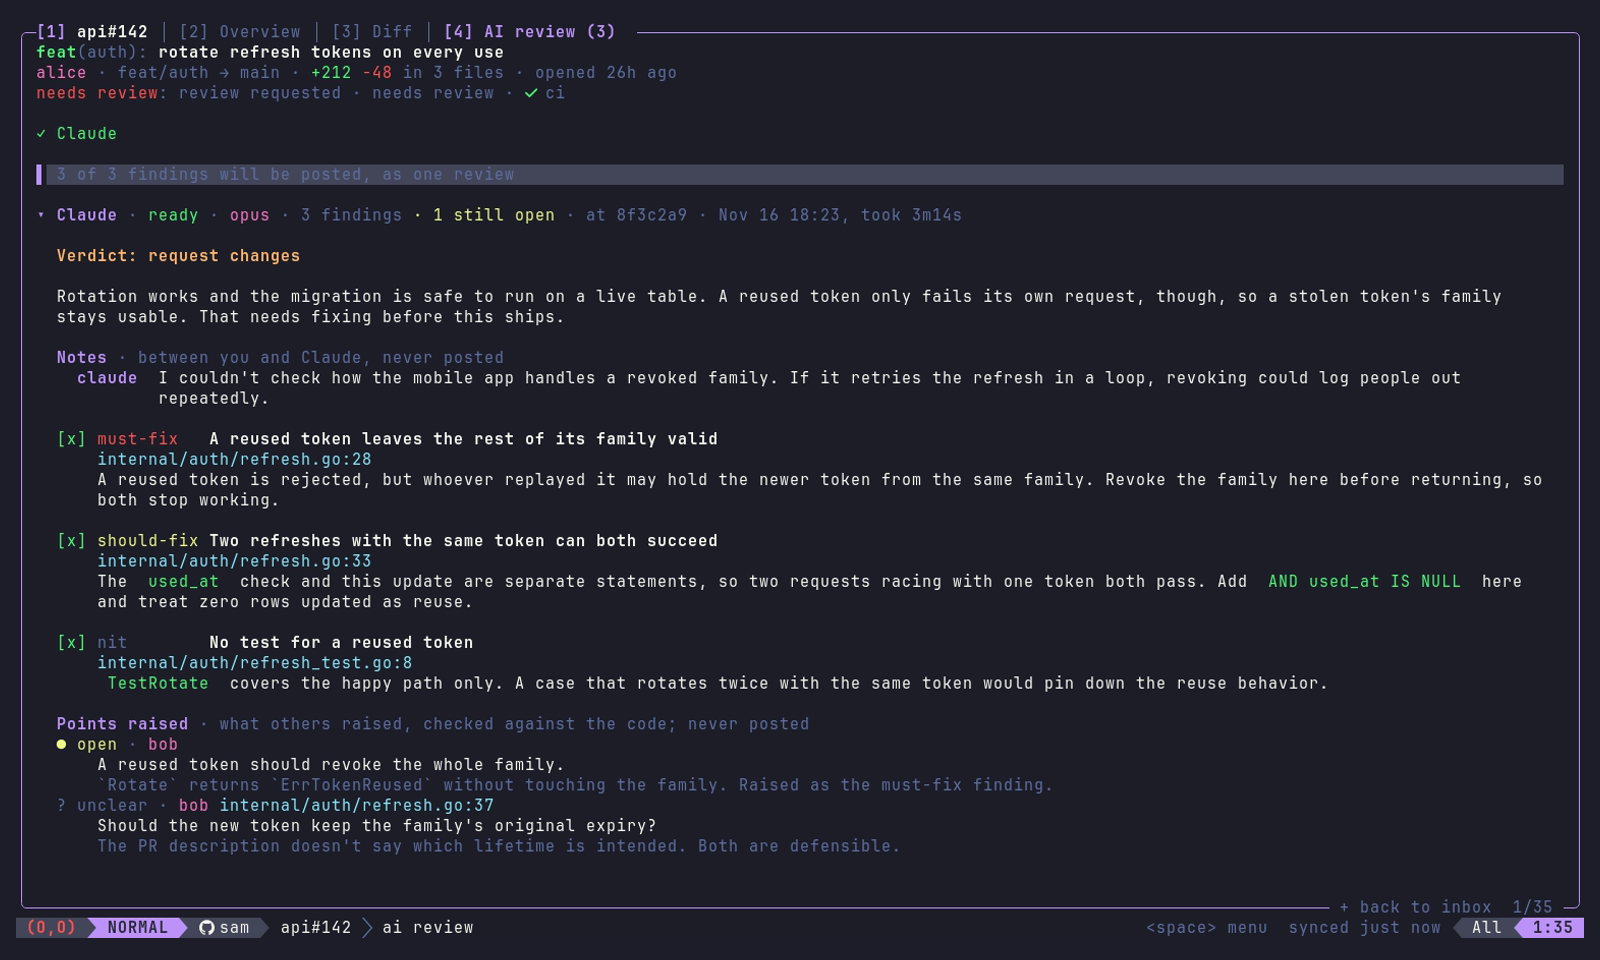 [1] api#142 │ [2] Overview │ [3] Diff │ [4] AI review (3)
feat(auth): rotate refresh tokens on every use
alice · feat/auth → main · +212 -48 in 3 files · opened 26h ago
needs review: review requested · needs review · ✓ ci
✓ Claude
3 of 3 findings will be posted, as one review
▾ Claude · ready · opus · 3 findings · 1 still open · at 8f3c2a9 · Nov 16 18:23, took 3m14s
Verdict: request changes
Rotation works and the migration is safe to run on a live table. A reused token only fails its own request, though, so a stolen token's family
stays usable. That needs fixing before this ships.
Notes · between you and Claude, never posted
claude I couldn't check how the mobile app handles a revoked family. If it retries the refresh in a loop, revoking could log people out
repeatedly.
[x] must-fix A reused token leaves the rest of its family valid
internal/auth/refresh.go:28
A reused token is rejected, but whoever replayed it may hold the newer token from the same family. Revoke the family here before returning, so
both stop working.
[x] should-fix Two refreshes with the same token can both succeed
internal/auth/refresh.go:33
The used_at check and this update are separate statements, so two requests racing with one token both pass. Add AND used_at IS NULL here
and treat zero rows updated as reuse.
[x] nit No test for a reused token
internal/auth/refresh_test.go:8
TestRotate covers the happy path only. A case that rotates twice with the same token would pin down the reuse behavior.
Points raised · what others raised, checked against the code; never posted
● open · bob
A reused token should revoke the whole family.
`Rotate` returns `ErrTokenReused` without touching the family. Raised as the must-fix finding.
? unclear · bob internal/auth/refresh.go:37
Should the new token keep the family's original expiry?
The PR description doesn't say which lifetime is intended. Both are defensible.
+ back to inbox 1/35
(O,O) NORMAL sam api#142 ai review <space> menu synced just now All 1:35